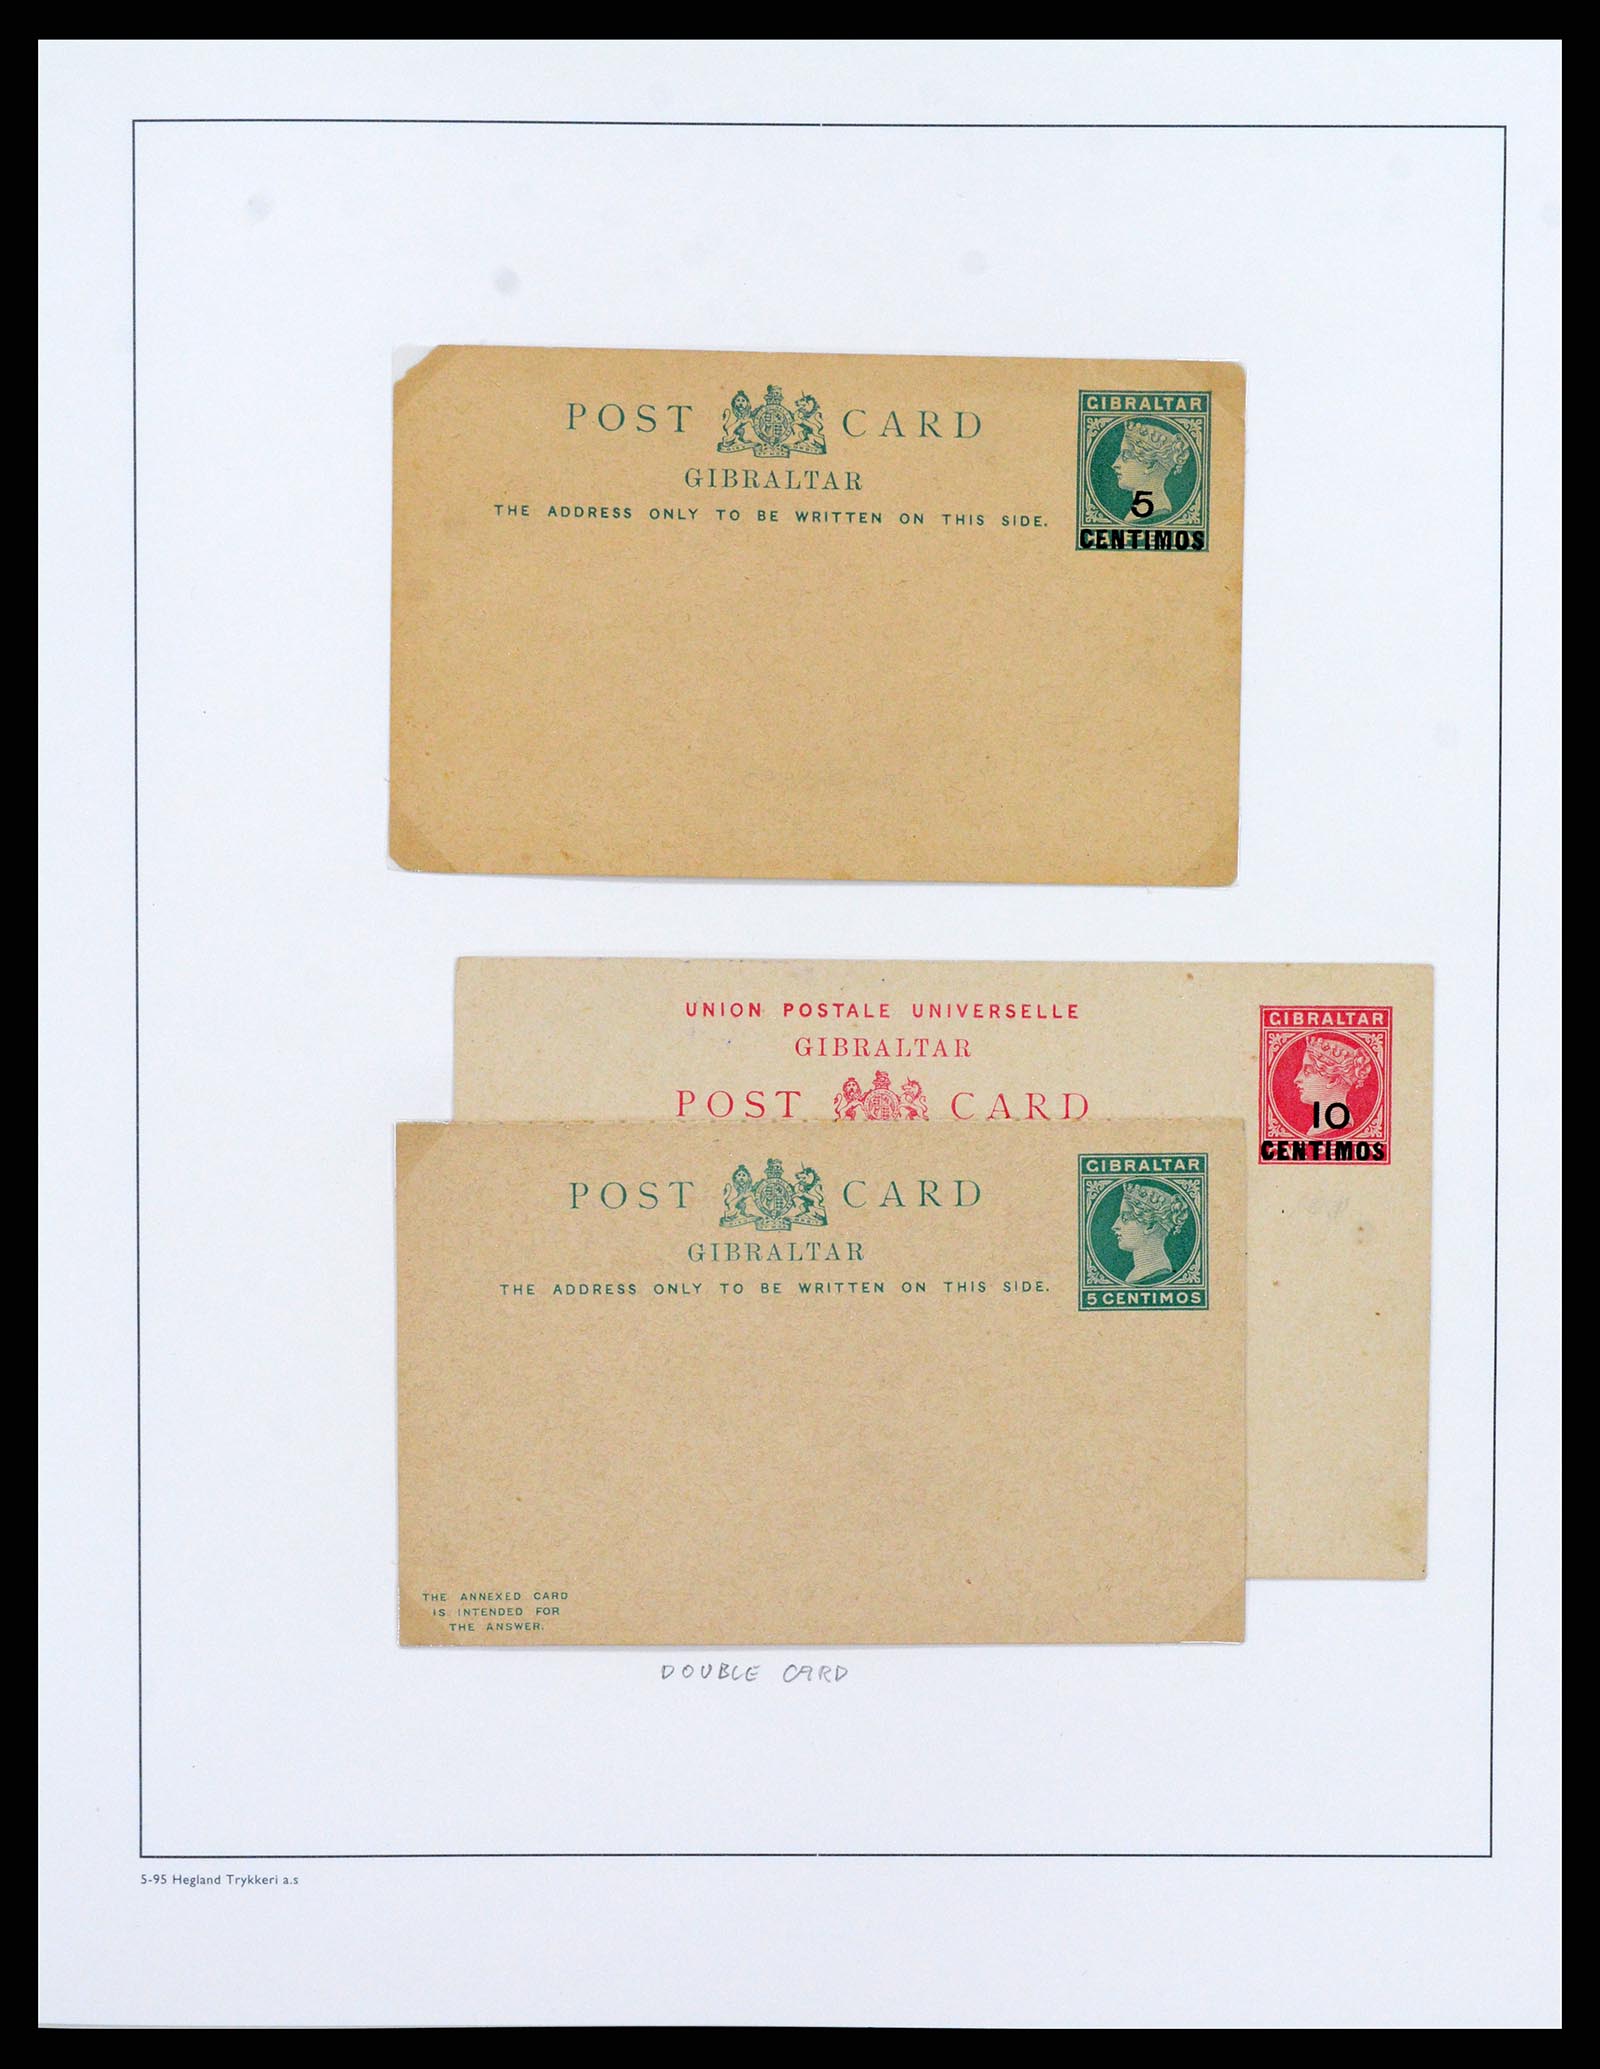 POST CARD
GIBRALTAR
THE ADDRESS ONLY TO BE WRITTEN ON THIS SIDE.
GIBRALTAR
5
CENTIMOS
UNION POSTALE UNIVERSELLE
GIBRALTAR
POST CARD
GIBRALTAR
10
CENTIMOS
POST CARD
GIBRALTAR
THE ADDRESS ONLY TO BE WRITTEN ON THIS SIDE.
GIBRALTAR
5 CENTIMOS
THE ANNEXED CARD
IS INTENDED FOR
THE ANSWER.
DOUBLE CARD
5-95 Hegland Trykkeri a.s